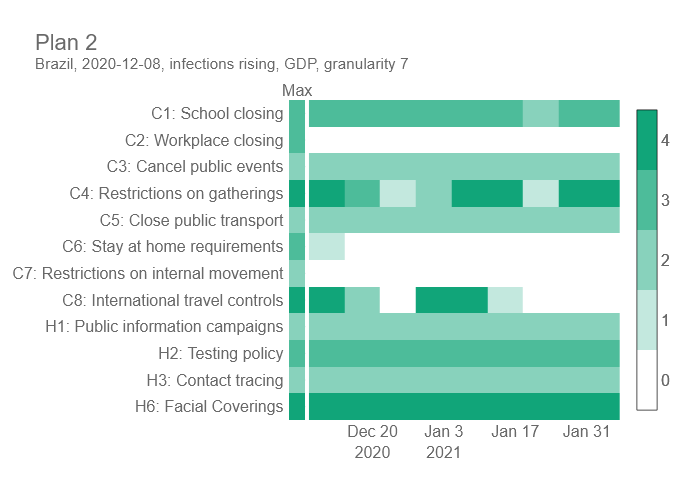 Plan 2
Brazil, 2020-12-08, infections rising, GDP, granularity 7
Max
C1: School closing
C2: Workplace closing
C3: Cancel public events
C4: Restrictions on gatherings
C5: Close public transport
C6: Stay at home requirements
C7: Restrictions on internal movement
C8: International travel controls
H1: Public information campaigns
H2: Testing policy
H3: Contact tracing
H6: Facial Coverings
Dec 20 Jan 3 Jan 17 Jan 31
2020 2021
4
3
2
1
0